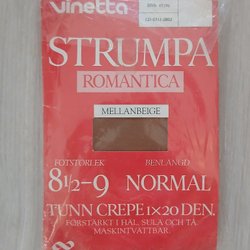 vinetta
STRUMPA
ROMANTICA
MELLANBEIGE
FOTSTORLEK BENLÄNGD
8½-9 NORMAL
TUNN CREPE 1×20 DEN.
FÖRSTÄRKT I HÄL, SULA OCH TÅ
MASKINTVÄTTBAR